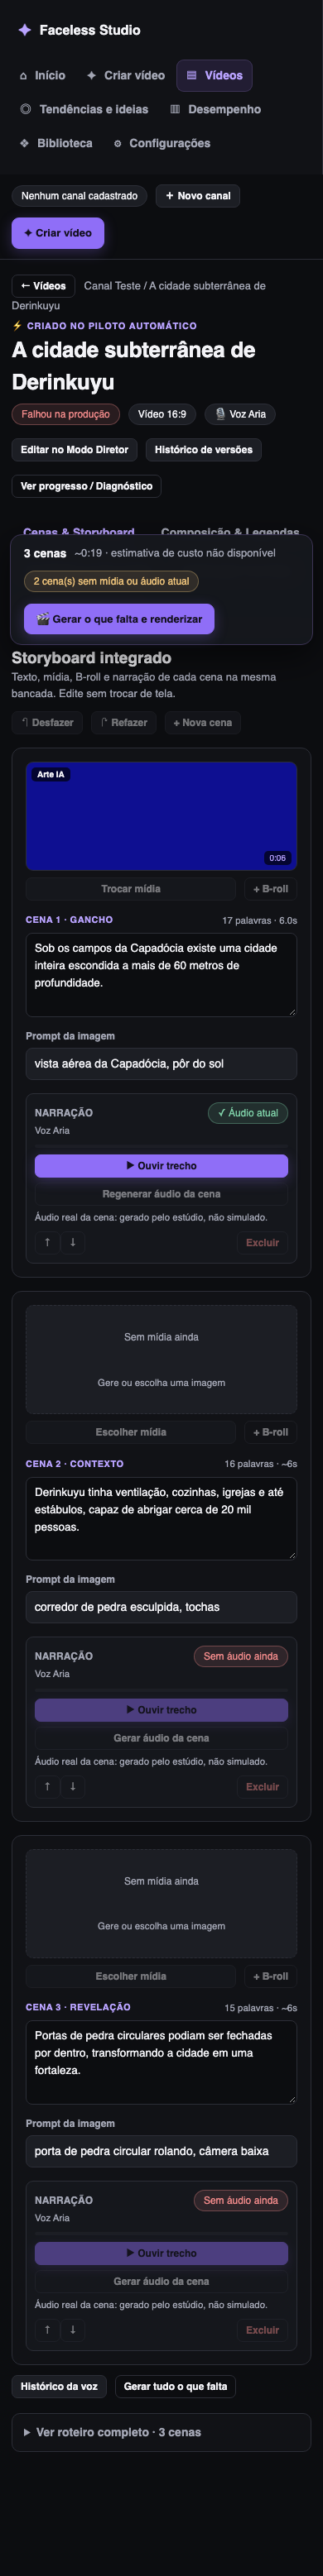 Faceless Studio
Início
Criar vídeo
Vídeos
Tendências e ideias
Desempenho
Biblioteca
Configurações
Nenhum canal cadastrado
+ Novo canal
✦ Criar vídeo
← Vídeos
Canal Teste / A cidade subterrânea de
Derinkuyu
⚡ CRIADO NO PILOTO AUTOMÁTICO
A cidade subterrânea de
Derinkuyu
Falhou na produção
Vídeo 16:9
🎙 Voz Aria
Editar no Modo Diretor
Histórico de versões
Ver progresso / Diagnóstico
Cenas & Storyboard
Composição & Legendas
3 cenas ~0:19 · estimativa de custo não disponível
2 cena(s) sem mídia ou áudio atual
🎬 Gerar o que falta e renderizar
Storyboard integrado
Texto, mídia, B-roll e narração de cada cena na mesma
bancada. Edite sem trocar de tela.
Desfazer
Refazer
+ Nova cena
Arte IA
0:06
Trocar mídia
+ B-roll
CENA 1 · GANCHO
17 palavras · 6.0s
Sob os campos da Capadócia existe uma cidade
inteira escondida a mais de 60 metros de
profundidade.
Prompt da imagem
vista aérea da Capadócia, pôr do sol
NARRAÇÃO
✓ Áudio atual
Voz Aria
▶ Ouvir trecho
Regenerar áudio da cena
Áudio real da cena: gerado pelo estúdio, não simulado.
↑ ↓
Excluir
Sem mídia ainda
Gere ou escolha uma imagem
Escolher mídia
+ B-roll
CENA 2 · CONTEXTO
16 palavras · ~6s
Derinkuyu tinha ventilação, cozinhas, igrejas e até
estábulos, capaz de abrigar cerca de 20 mil
pessoas.
Prompt da imagem
corredor de pedra esculpida, tochas
NARRAÇÃO
Sem áudio ainda
Voz Aria
▶ Ouvir trecho
Gerar áudio da cena
Áudio real da cena: gerado pelo estúdio, não simulado.
↑ ↓
Excluir
Sem mídia ainda
Gere ou escolha uma imagem
Escolher mídia
+ B-roll
CENA 3 · REVELAÇÃO
15 palavras · ~6s
Portas de pedra circulares podiam ser fechadas
por dentro, transformando a cidade em uma
fortaleza.
Prompt da imagem
porta de pedra circular rolando, câmera baixa
NARRAÇÃO
Sem áudio ainda
Voz Aria
▶ Ouvir trecho
Gerar áudio da cena
Áudio real da cena: gerado pelo estúdio, não simulado.
↑ ↓
Excluir
Histórico da voz
Gerar tudo o que falta
▶ Ver roteiro completo · 3 cenas